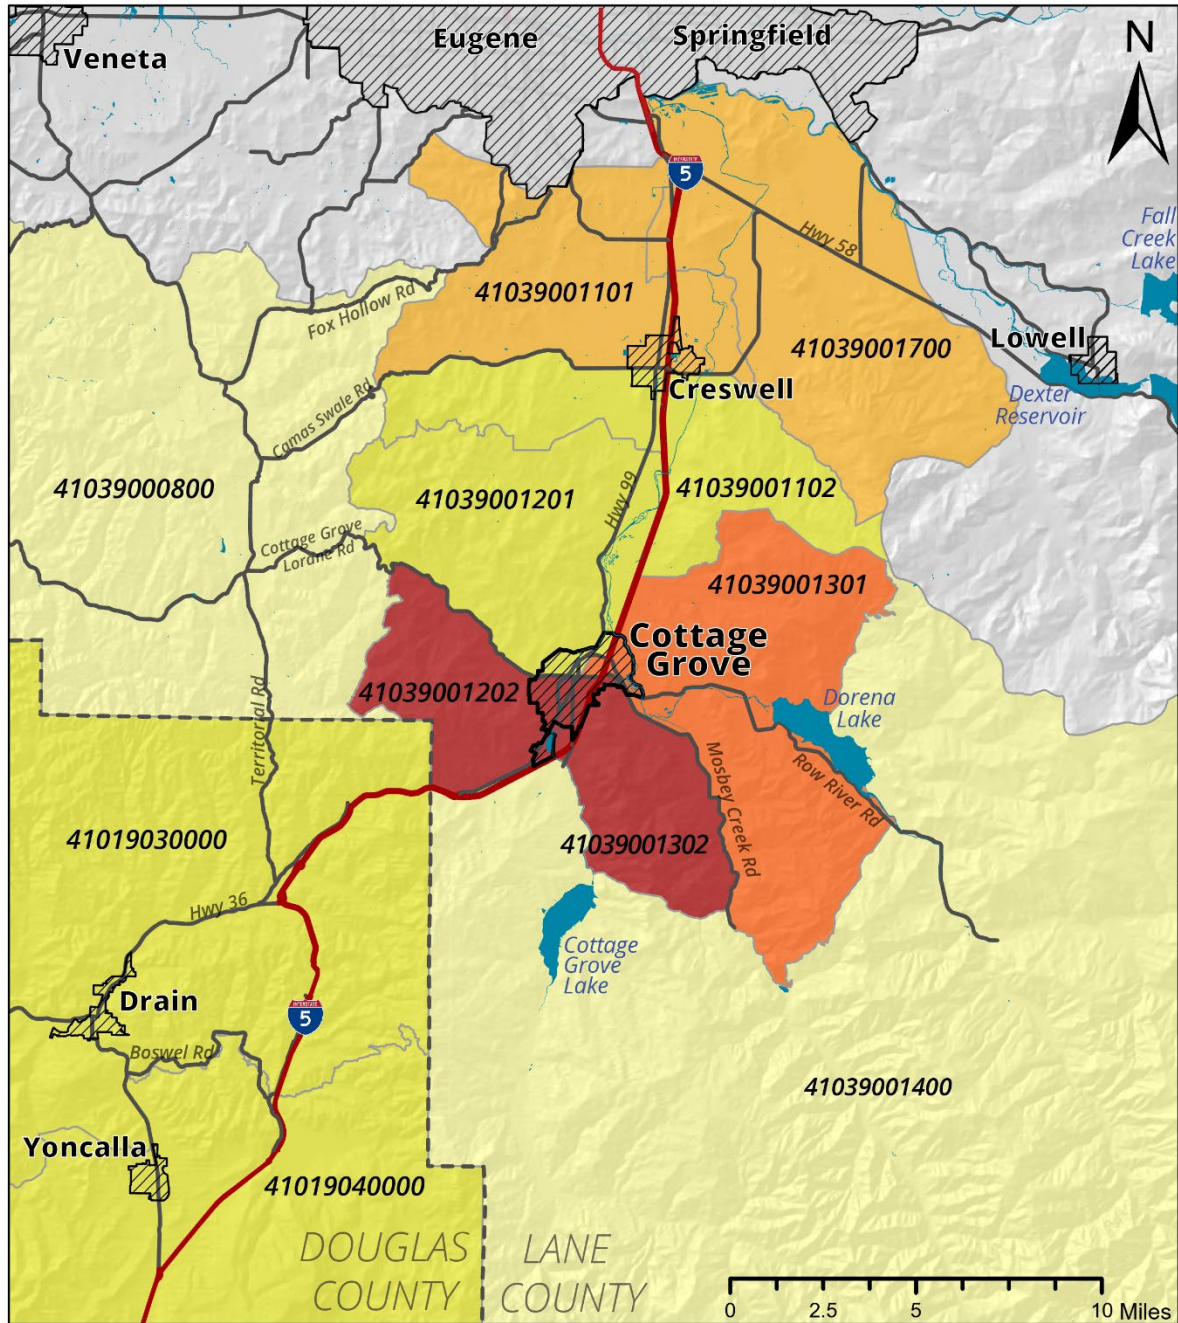 Veneta
Eugene
Springfield
N
INTERSTATE
5
Fall
Creek
Lake
Hwy 58
41039001101
Fox Hollow Rd
41039001700
Lowell
Creswell
Dexter
Reservoir
Camas Swale Rd
41039000800
41039001201
Hwy 99
41039001102
Cottage Grove
Lorane Rd
41039001301
Cottage
Grove
41039001202
Dorena
Lake
Territorial Rd
Mosbey Creek Rd
Row River Rd
41019030000
41039001302
Hwy 36
Cottage
Grove
Lake
Drain
INTERSTATE
5
Boswel Rd
41039001400
Yoncalla
41019040000
DOUGLAS
COUNTY
LANE
COUNTY
0 2.5 5 10 Miles